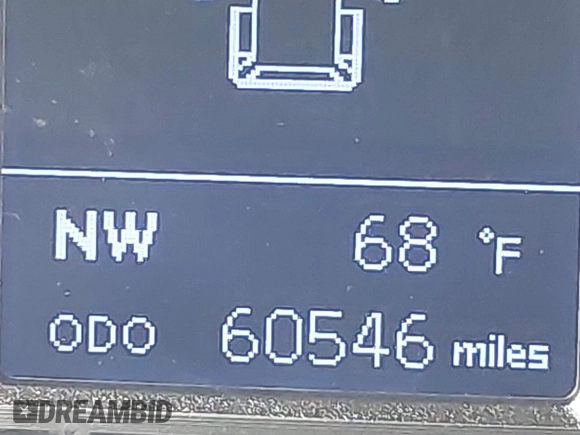 NW 68 °F
ODO 60546 miles
DREAMBID